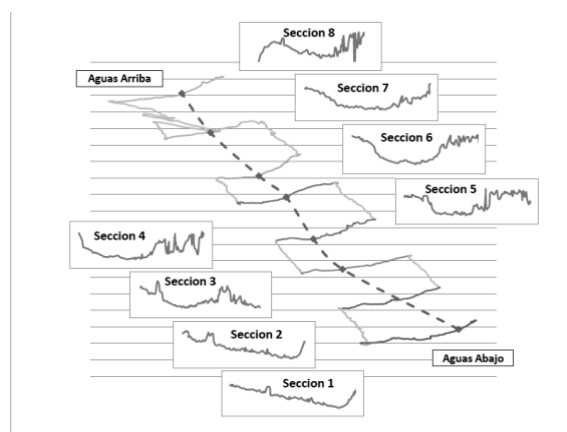 Seccion 8
Aguas Arriba
Seccion 7
Seccion 6
Seccion 5
Seccion 4
Seccion 3
Seccion 2
Aguas Abajo
Seccion 1